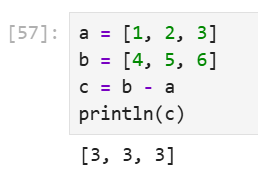 [57]: a = [1, 2, 3]
b = [4, 5, 6]
c = b - a
println(c)
[3, 3, 3]